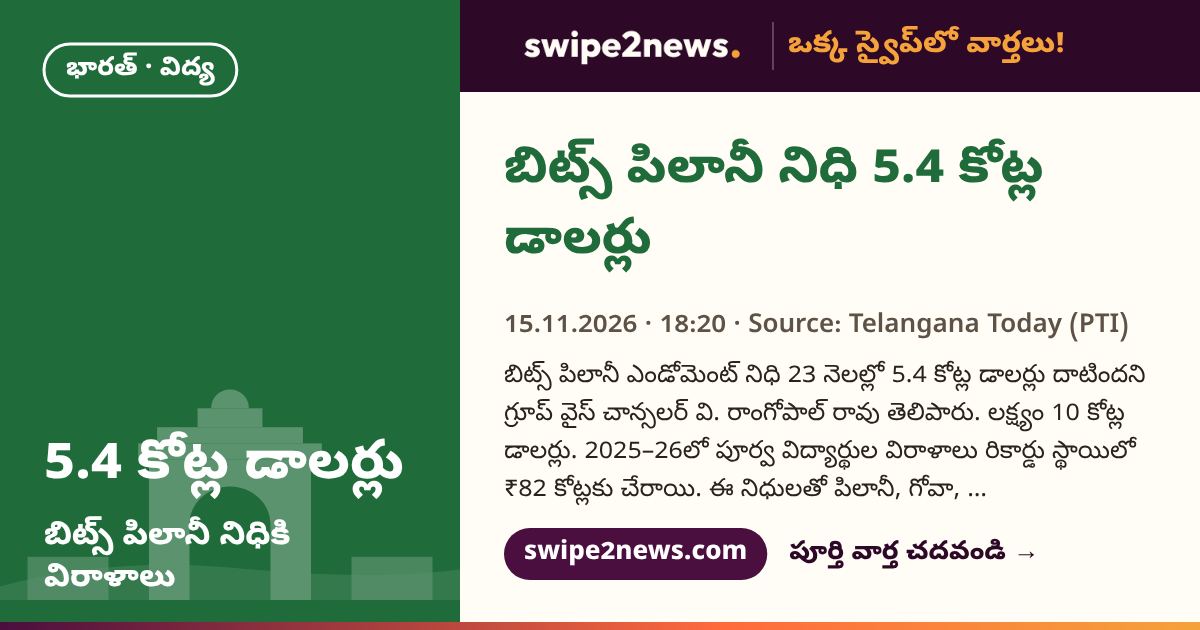 భారత్ · విద్య
5.4 కోట్ల డాలర్లు
బిట్స్ పిలానీ నిధికి
విరాళాలు
swipe2news.
ఒక్క స్వైప్‌లో వార్తలు!
బిట్స్ పిలానీ నిధి 5.4 కోట్ల
డాలర్లు
15.11.2026 · 18:20 · Source: Telangana Today (PTI)
బిట్స్ పిలానీ ఎండోమెంట్ నిధి 23 నెలల్లో 5.4 కోట్ల డాలర్లు దాటిందని
గ్రూప్ వైస్ చాన్సలర్ వి. రాంగోపాల్ రావు తెలిపారు. లక్ష్యం 10 కోట్ల
డాలర్లు. 2025–26లో పూర్వ విద్యార్థుల విరాళాలు రికార్డు స్థాయిలో
₹82 కోట్లకు చేరాయి. ఈ నిధులతో పిలానీ, గోవా, ...
swipe2news.com
పూర్తి వార్త చదవండి →